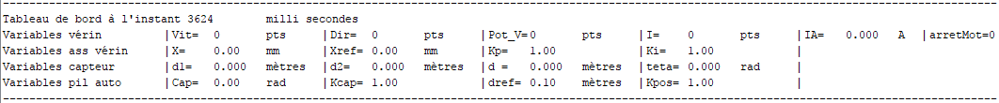 --------------------------------------------------------------------------------
Tableau de bord à l'instant 3624 milli secondes
Variables vérin |Vit= 0 pts |Dir= 0 pts |Pot_V=0 pts |I= 0 pts |IA= 0.000 A |arretMot=0
Variables ass vérin |X= 0.00 mm |Xref= 0.00 mm |Kp= 1.00 |Ki= 1.00 |
Variables capteur |d1= 0.000 mètres |d2= 0.000 mètres |d = 0.000 mètres |teta= 0.000 rad |
Variables pil auto |Cap= 0.00 rad |Kcap= 1.00 |dref= 0.10 mètres |Kpos= 1.00 |
--------------------------------------------------------------------------------